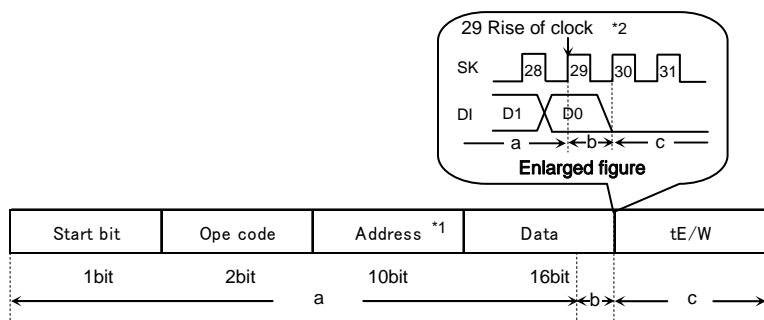 29 Rise of clock *2
SK 28 29 30 31
DI D1 D0
a b c
Enlarged figure
Start bit Ope code Address *1 Data tE/W
1bit 2bit 10bit 16bit
a b c